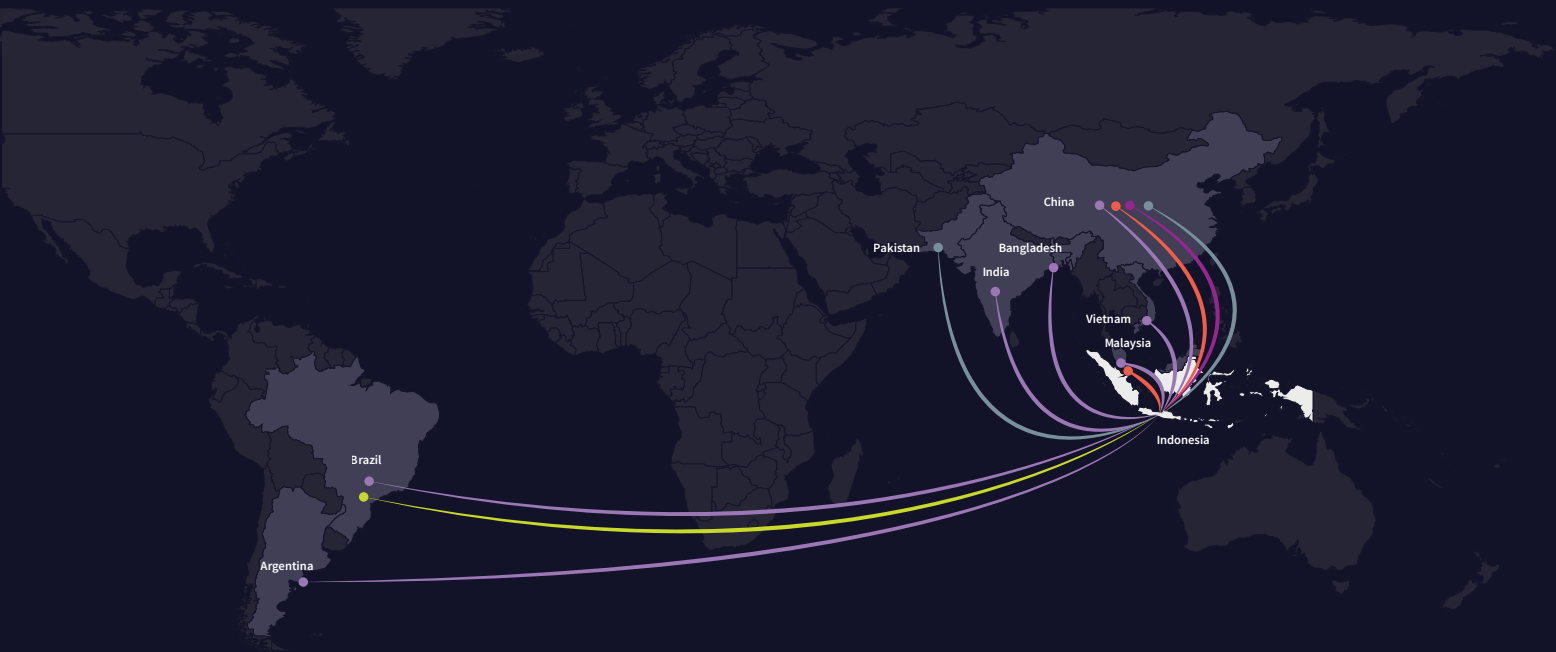 China
Pakistan
Bangladesh
India
Vietnam
Malaysia
Indonesia
Brazil
Argentina